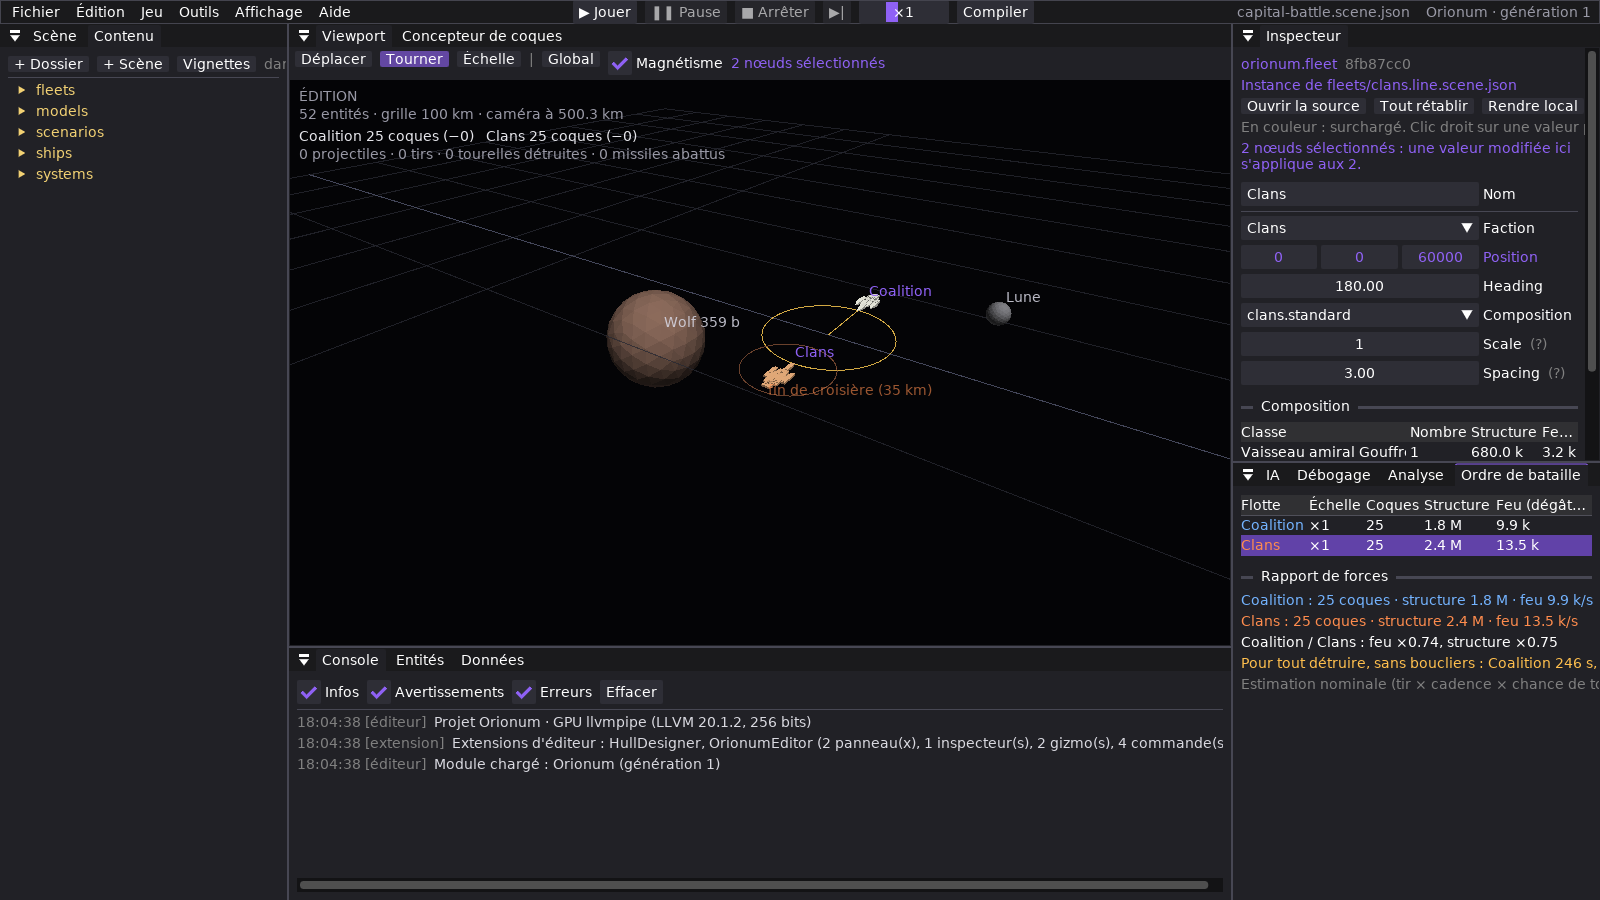 Fichier Édition Jeu Outils Affichage Aide ▶ Jouer ❚❚ Pause ■ Arrêter ▶| ×1 Compiler capital-battle.scene.json Orionum · génération 1
Scène Contenu
+ Dossier + Scène Vignettes
fleets
models
scenarios
ships
systems
Viewport Concepteur de coques
Déplacer Tourner Échelle | Global Magnétisme 2 nœuds sélectionnés
ÉDITION
52 entités · grille 100 km · caméra à 500.3 km
Coalition 25 coques (−0) Clans 25 coques (−0)
0 projectiles · 0 tirs · 0 tourelles détruites · 0 missiles abattus
Coalition
Lune
Wolf 359 b
Clans
fin de croisière (35 km)
Console Entités Données
Infos Avertissements Erreurs Effacer
18:04:38 [éditeur] Projet Orionum · GPU llvmpipe (LLVM 20.1.2, 256 bits)
18:04:38 [extension] Extensions d'éditeur : HullDesigner, OrionumEditor (2 panneau(x), 1 inspecteur(s), 2 gizmo(s), 4 commande(s
18:04:38 [éditeur] Module chargé : Orionum (génération 1)
Inspecteur
orionum.fleet 8fb87cc0
Instance de fleets/clans.line.scene.json
Ouvrir la source Tout rétablir Rendre local
En couleur : surchargé. Clic droit sur une valeur
2 nœuds sélectionnés : une valeur modifiée ici
s'applique aux 2.
Clans Nom
Clans Faction
0 0 60000 Position
180.00 Heading
clans.standard Composition
1 Scale (?)
3.00 Spacing (?)
Composition
Classe Nombre Structure Fe...
Vaisseau amiral Gouffr 1 680.0 k 3.2 k
IA Débogage Analyse Ordre de bataille
Flotte Échelle Coques Structure Feu (dégât...
Coalition ×1 25 1.8 M 9.9 k
Clans ×1 25 2.4 M 13.5 k
Rapport de forces
Coalition : 25 coques · structure 1.8 M · feu 9.9 k/s
Clans : 25 coques · structure 2.4 M · feu 13.5 k/s
Coalition / Clans : feu ×0.74, structure ×0.75
Pour tout détruire, sans boucliers : Coalition 246 s,
Estimation nominale (tir × cadence × chance de